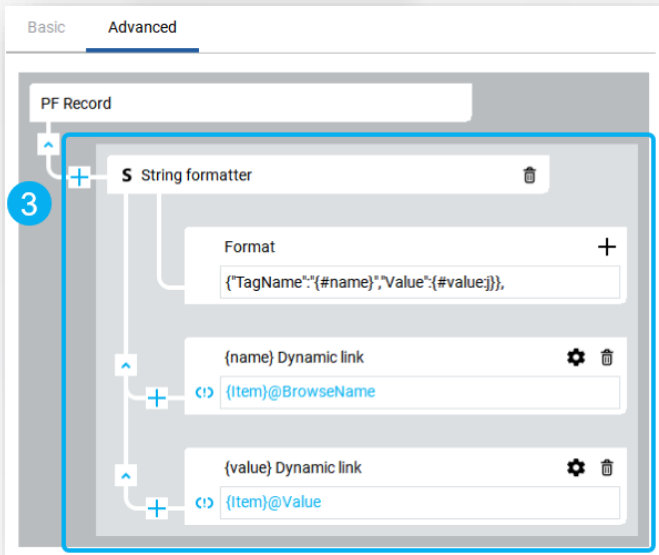 Basic Advanced
PF Record
3
S String formatter
Format
{"TagName":"{#name}","Value":{#value:j}},
{name} Dynamic link
{Item}@BrowseName
{value} Dynamic link
{Item}@Value